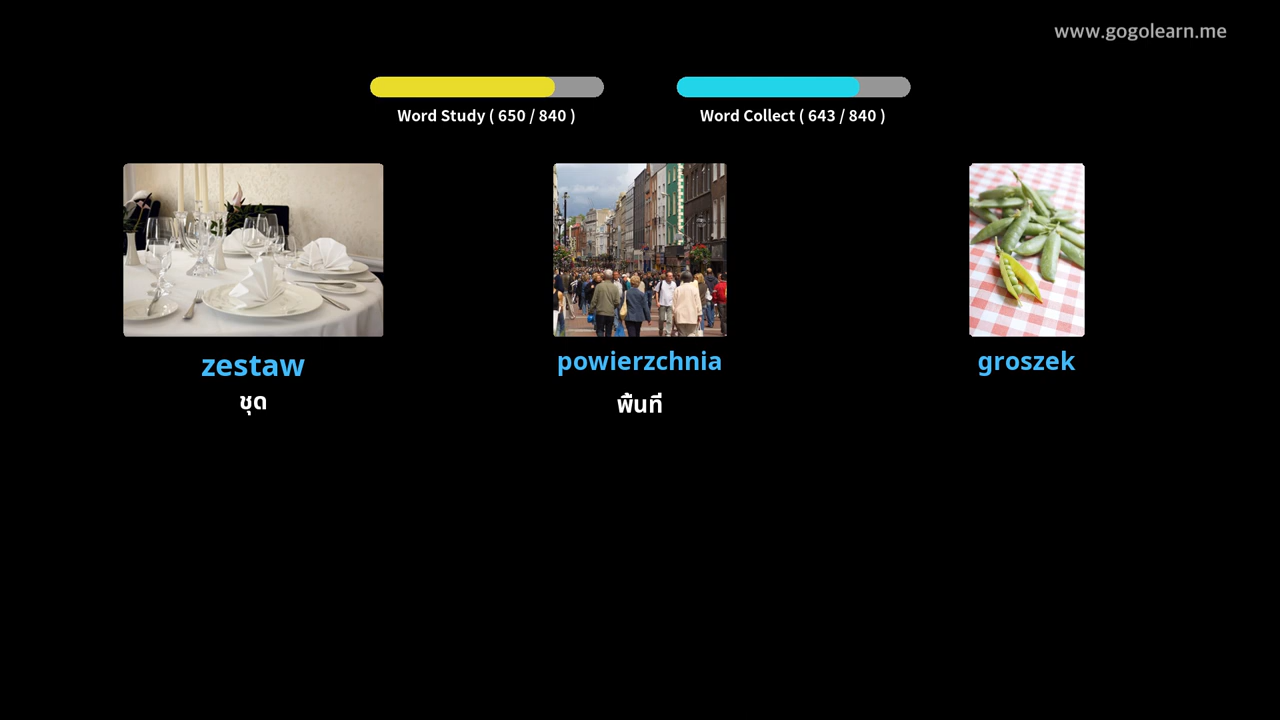 www.gogolearn.me
Word Study ( 650 / 840 )
Word Collect ( 643 / 840 )
zestaw
ชุด
powierzchnia
พื้นที่
groszek